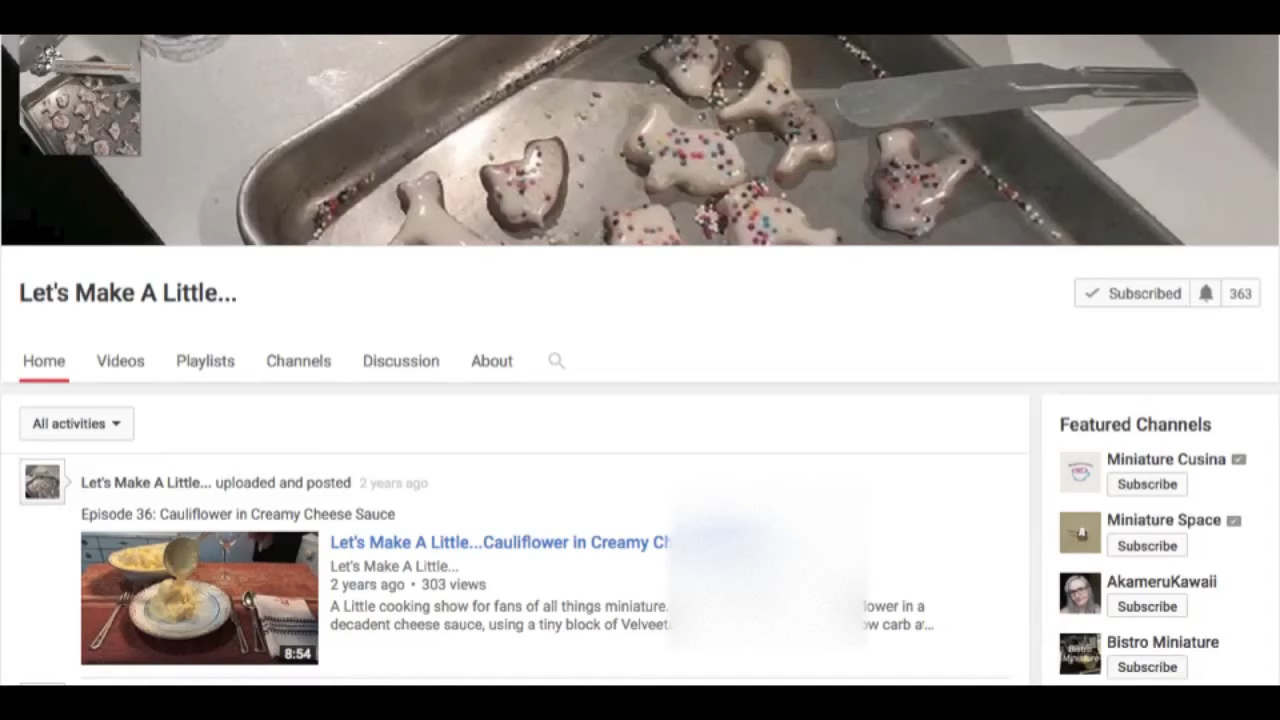 Let's Make A Little...
Subscribed 363
Home Videos Playlists Channels Discussion About
All activities
Featured Channels
Miniature Cusina
Subscribe
Miniature Space
Subscribe
AkameruKawaii
Subscribe
Bistro Miniature
Subscribe
Let's Make A Little... uploaded and posted 2 years ago
Episode 36: Cauliflower in Creamy Cheese Sauce
8:54
Let's Make A Little...Cauliflower in Creamy
Let's Make A Little...
2 years ago • 303 views
A Little cooking show for fans of all things miniature. in a
decadent cheese sauce, using a tiny block of carb
Bistro
Miniature